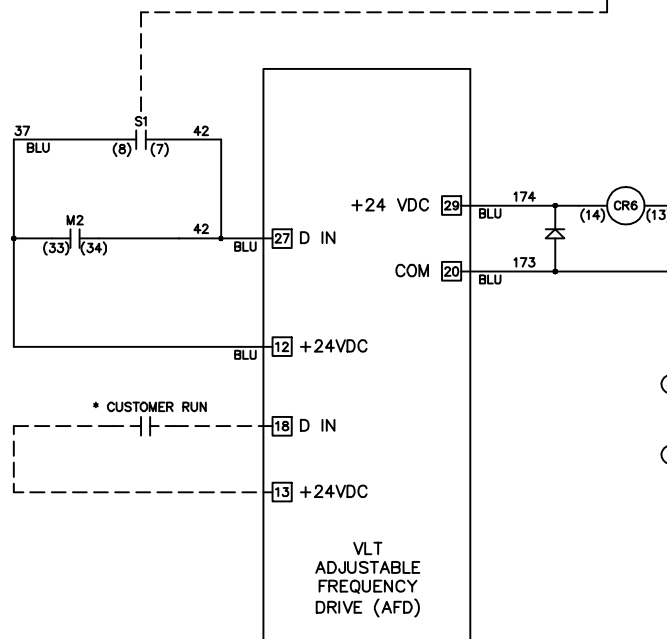 S1
37
42
BLU
(8)
(7)
M2
42
(33)
(34)
BLU
27
D IN
+24 VDC
29
174
BLU
(14)
CR6
(13)
COM
20
173
BLU
BLU
12
+24VDC
* CUSTOMER RUN
18
D IN
13
+24VDC
VLT
ADJUSTABLE
FREQUENCY
DRIVE (AFD)